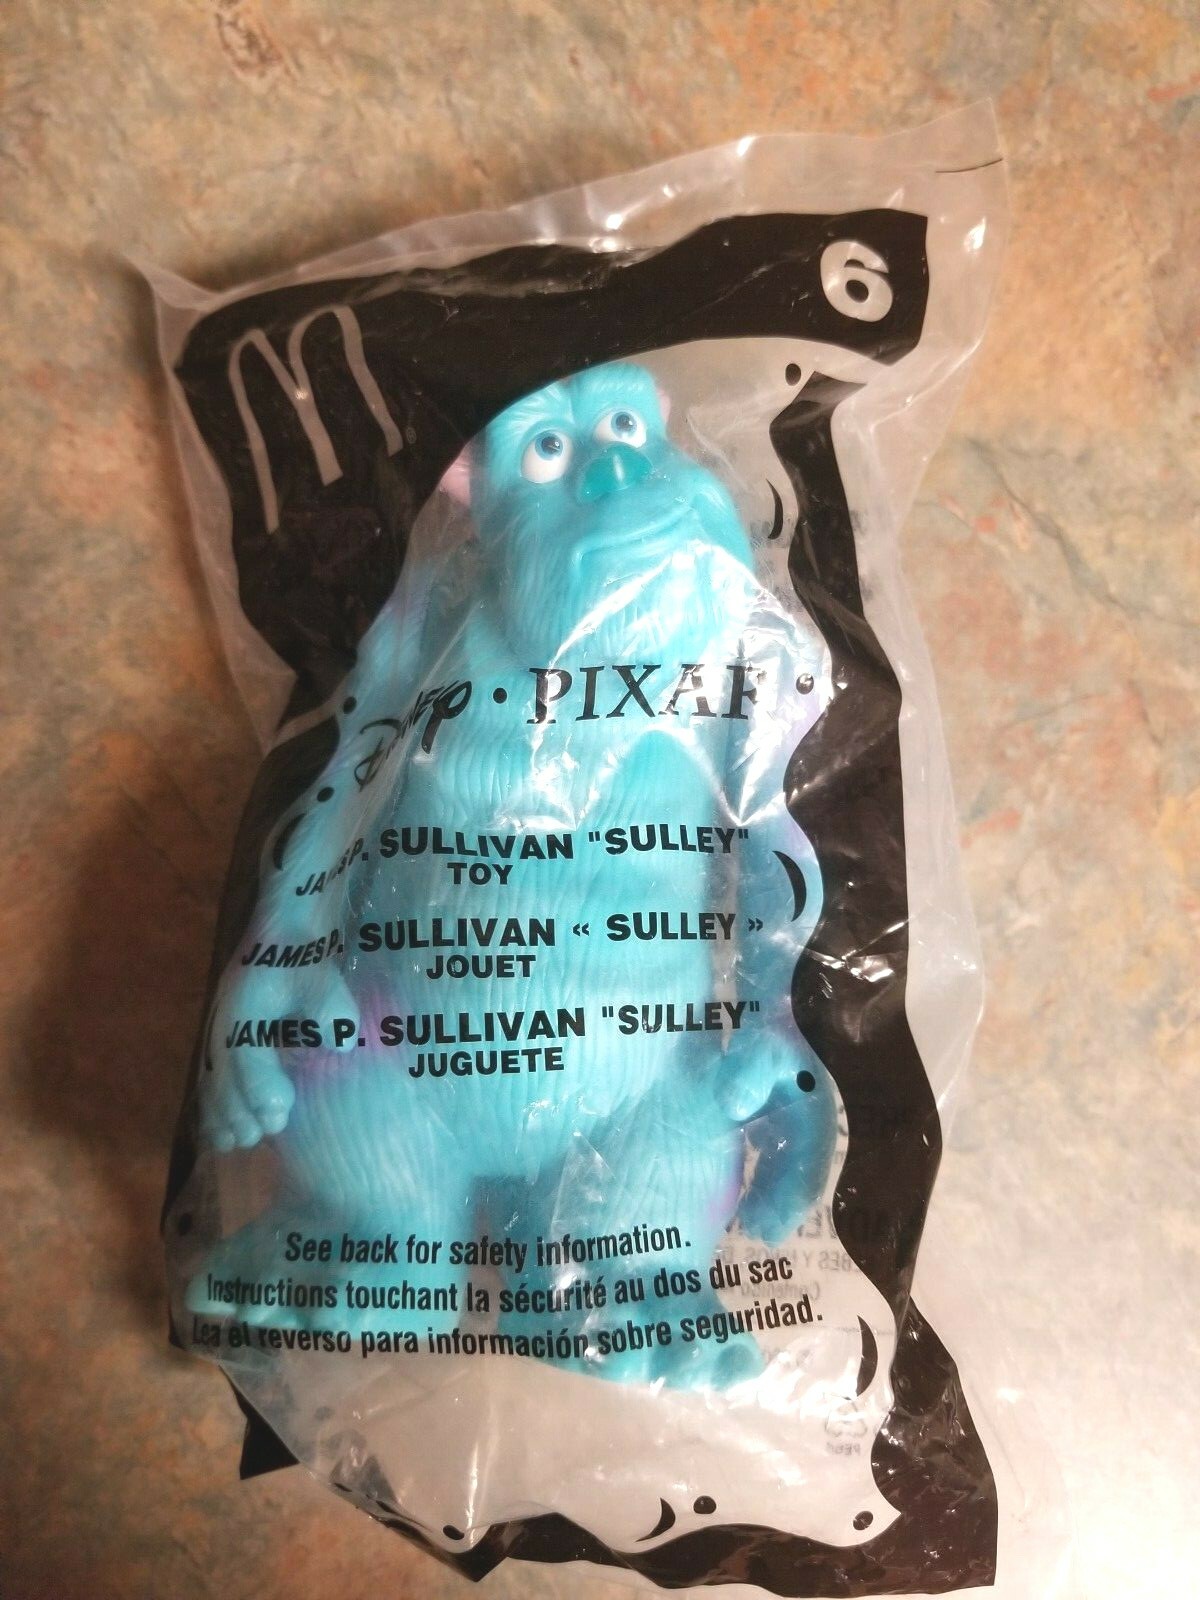 6
M
®
DISNEY • PIXAR •
JAMES P. SULLIVAN "SULLEY"
TOY
JAMES P. SULLIVAN « SULLEY »
JOUET
JAMES P. SULLIVAN "SULLEY"
JUGUETE
See back for safety information.
Instructions touchant la sécurité au dos du sac
Lea el reverso para información sobre seguridad.